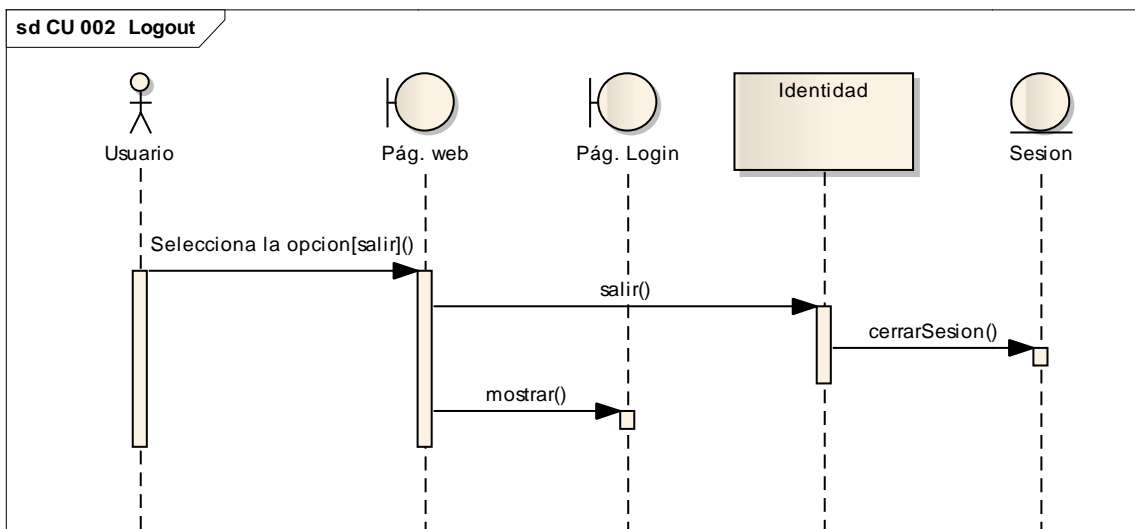 sd CU 002 Logout
Usuario
Pág. web
Pág. Login
Identidad
Sesion
Selecciona la opcion[salir]()
salir()
cerrarSesion()
mostrar()